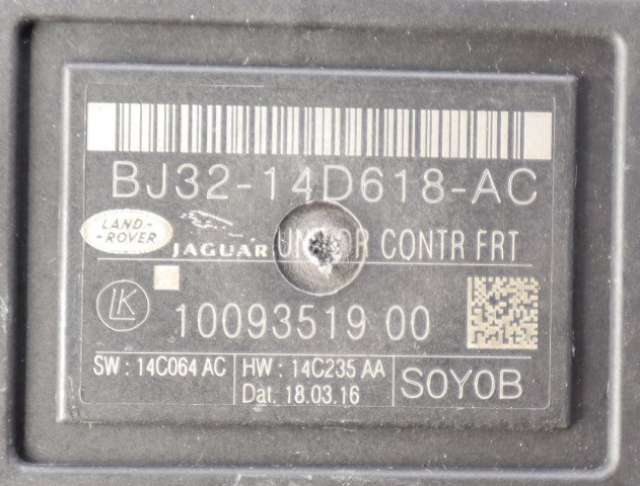 BJ32-14D618-AC
LAND-
-ROVER
JAGUAR
CONTR FRT
LK
10093519 00
SW : 14C064 AC
HW : 14C235 AA
Dat. 18.03.16
S0Y0B